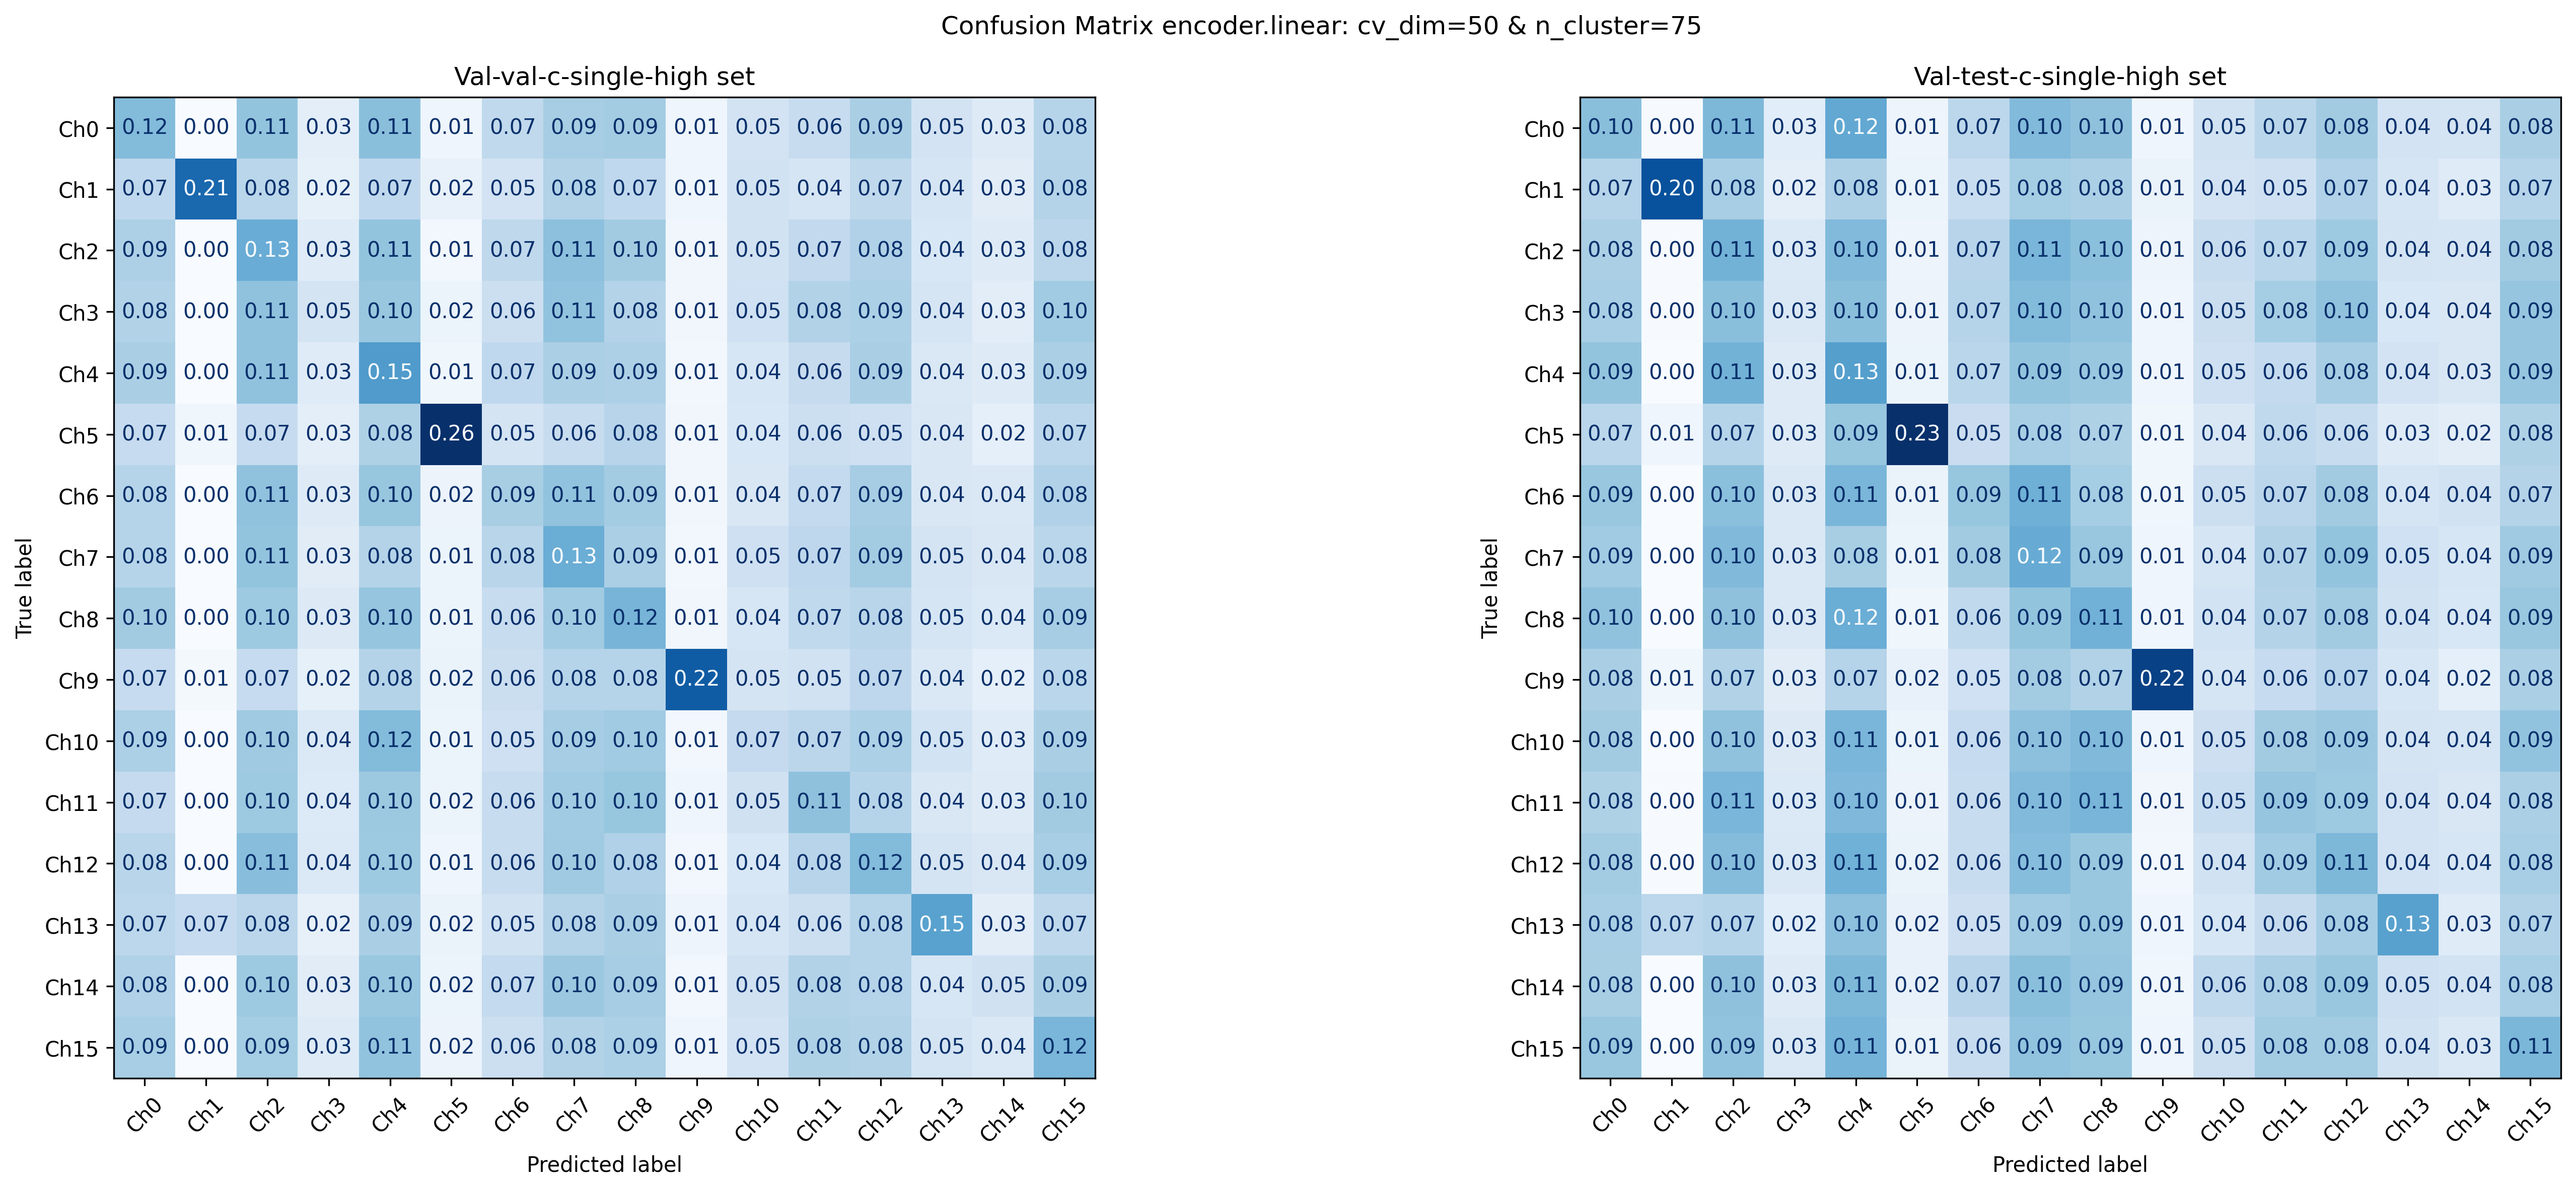 Confusion Matrix encoder.linear: cv_dim=50 & n_cluster=75
Val-val-c-single-high set
True label
Ch0 0.12 0.00 0.11 0.03 0.11 0.01 0.07 0.09 0.09 0.01 0.05 0.06 0.09 0.05 0.03 0.08
Ch1 0.07 0.21 0.08 0.02 0.07 0.02 0.05 0.08 0.07 0.01 0.05 0.04 0.07 0.04 0.03 0.08
Ch2 0.09 0.00 0.13 0.03 0.11 0.01 0.07 0.11 0.10 0.01 0.05 0.07 0.08 0.04 0.03 0.08
Ch3 0.08 0.00 0.11 0.05 0.10 0.02 0.06 0.11 0.08 0.01 0.05 0.08 0.09 0.04 0.03 0.10
Ch4 0.09 0.00 0.11 0.03 0.15 0.01 0.07 0.09 0.09 0.01 0.04 0.06 0.09 0.04 0.03 0.09
Ch5 0.07 0.01 0.07 0.03 0.08 0.26 0.05 0.06 0.08 0.01 0.04 0.06 0.05 0.04 0.02 0.07
Ch6 0.08 0.00 0.11 0.03 0.10 0.02 0.09 0.11 0.09 0.01 0.04 0.07 0.09 0.04 0.04 0.08
Ch7 0.08 0.00 0.11 0.03 0.08 0.01 0.08 0.13 0.09 0.01 0.05 0.07 0.09 0.05 0.04 0.08
Ch8 0.10 0.00 0.10 0.03 0.10 0.01 0.06 0.10 0.12 0.01 0.04 0.07 0.08 0.05 0.04 0.09
Ch9 0.07 0.01 0.07 0.02 0.08 0.02 0.06 0.08 0.08 0.22 0.05 0.05 0.07 0.04 0.02 0.08
Ch10 0.09 0.00 0.10 0.04 0.12 0.01 0.05 0.09 0.10 0.01 0.07 0.07 0.09 0.05 0.03 0.09
Ch11 0.07 0.00 0.10 0.04 0.10 0.02 0.06 0.10 0.10 0.01 0.05 0.11 0.08 0.04 0.03 0.10
Ch12 0.08 0.00 0.11 0.04 0.10 0.01 0.06 0.10 0.08 0.01 0.04 0.08 0.12 0.05 0.04 0.09
Ch13 0.07 0.07 0.08 0.02 0.09 0.02 0.05 0.08 0.09 0.01 0.04 0.06 0.08 0.15 0.03 0.07
Ch14 0.08 0.00 0.10 0.03 0.10 0.02 0.07 0.10 0.09 0.01 0.05 0.08 0.08 0.04 0.05 0.09
Ch15 0.09 0.00 0.09 0.03 0.11 0.02 0.06 0.08 0.09 0.01 0.05 0.08 0.08 0.05 0.04 0.12
Ch0 Ch1 Ch2 Ch3 Ch4 Ch5 Ch6 Ch7 Ch8 Ch9 Ch10 Ch11 Ch12 Ch13 Ch14 Ch15
Predicted label
Val-test-c-single-high set
True label
Ch0 0.10 0.00 0.11 0.03 0.12 0.01 0.07 0.10 0.10 0.01 0.05 0.07 0.08 0.04 0.04 0.08
Ch1 0.07 0.20 0.08 0.02 0.08 0.01 0.05 0.08 0.08 0.01 0.04 0.05 0.07 0.04 0.03 0.07
Ch2 0.08 0.00 0.11 0.03 0.10 0.01 0.07 0.11 0.10 0.01 0.06 0.07 0.09 0.04 0.04 0.08
Ch3 0.08 0.00 0.10 0.03 0.10 0.01 0.07 0.10 0.10 0.01 0.05 0.08 0.10 0.04 0.04 0.09
Ch4 0.09 0.00 0.11 0.03 0.13 0.01 0.07 0.09 0.09 0.01 0.05 0.06 0.08 0.04 0.03 0.09
Ch5 0.07 0.01 0.07 0.03 0.09 0.23 0.05 0.08 0.07 0.01 0.04 0.06 0.06 0.03 0.02 0.08
Ch6 0.09 0.00 0.10 0.03 0.11 0.01 0.09 0.11 0.08 0.01 0.05 0.07 0.08 0.04 0.04 0.07
Ch7 0.09 0.00 0.10 0.03 0.08 0.01 0.08 0.12 0.09 0.01 0.04 0.07 0.09 0.05 0.04 0.09
Ch8 0.10 0.00 0.10 0.03 0.12 0.01 0.06 0.09 0.11 0.01 0.04 0.07 0.08 0.04 0.04 0.09
Ch9 0.08 0.01 0.07 0.03 0.07 0.02 0.05 0.08 0.07 0.22 0.04 0.06 0.07 0.04 0.02 0.08
Ch10 0.08 0.00 0.10 0.03 0.11 0.01 0.06 0.10 0.10 0.01 0.05 0.08 0.09 0.04 0.04 0.09
Ch11 0.08 0.00 0.11 0.03 0.10 0.01 0.06 0.10 0.11 0.01 0.05 0.09 0.09 0.04 0.04 0.08
Ch12 0.08 0.00 0.10 0.03 0.11 0.02 0.06 0.10 0.09 0.01 0.04 0.09 0.11 0.04 0.04 0.08
Ch13 0.08 0.07 0.07 0.02 0.10 0.02 0.05 0.09 0.09 0.01 0.04 0.06 0.08 0.13 0.03 0.07
Ch14 0.08 0.00 0.10 0.03 0.11 0.02 0.07 0.10 0.09 0.01 0.06 0.08 0.09 0.05 0.04 0.08
Ch15 0.09 0.00 0.09 0.03 0.11 0.01 0.06 0.09 0.09 0.01 0.05 0.08 0.08 0.04 0.03 0.11
Ch0 Ch1 Ch2 Ch3 Ch4 Ch5 Ch6 Ch7 Ch8 Ch9 Ch10 Ch11 Ch12 Ch13 Ch14 Ch15
Predicted label